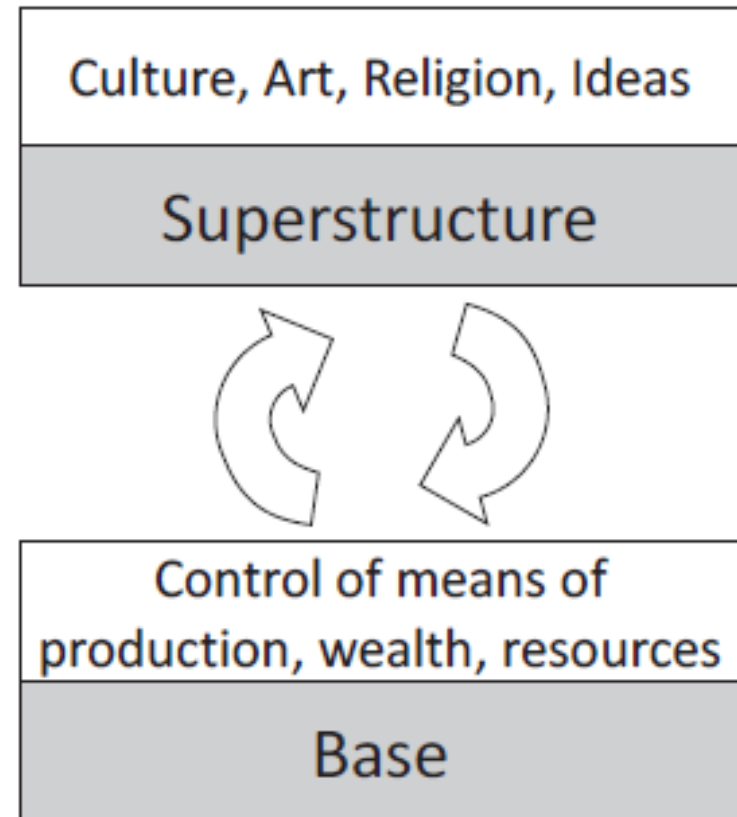 Culture, Art, Religion, Ideas
Superstructure
Control of means of
production, wealth, resources
Base